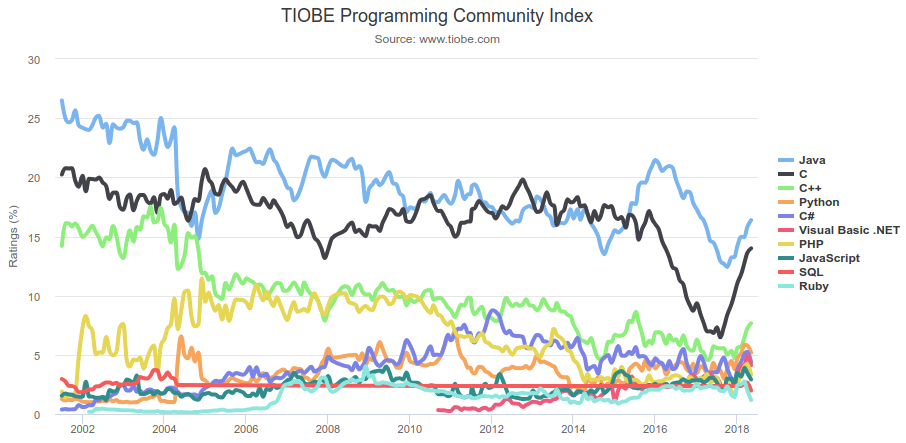 TIOBE Programming Community Index
Source: www.tiobe.com
Ratings (%)
30
25
20
15
10
5
0
2002 2004 2006 2008 2010 2012 2014 2016 2018
Java
C
C++
Python
C#
Visual Basic .NET
PHP
JavaScript
SQL
Ruby